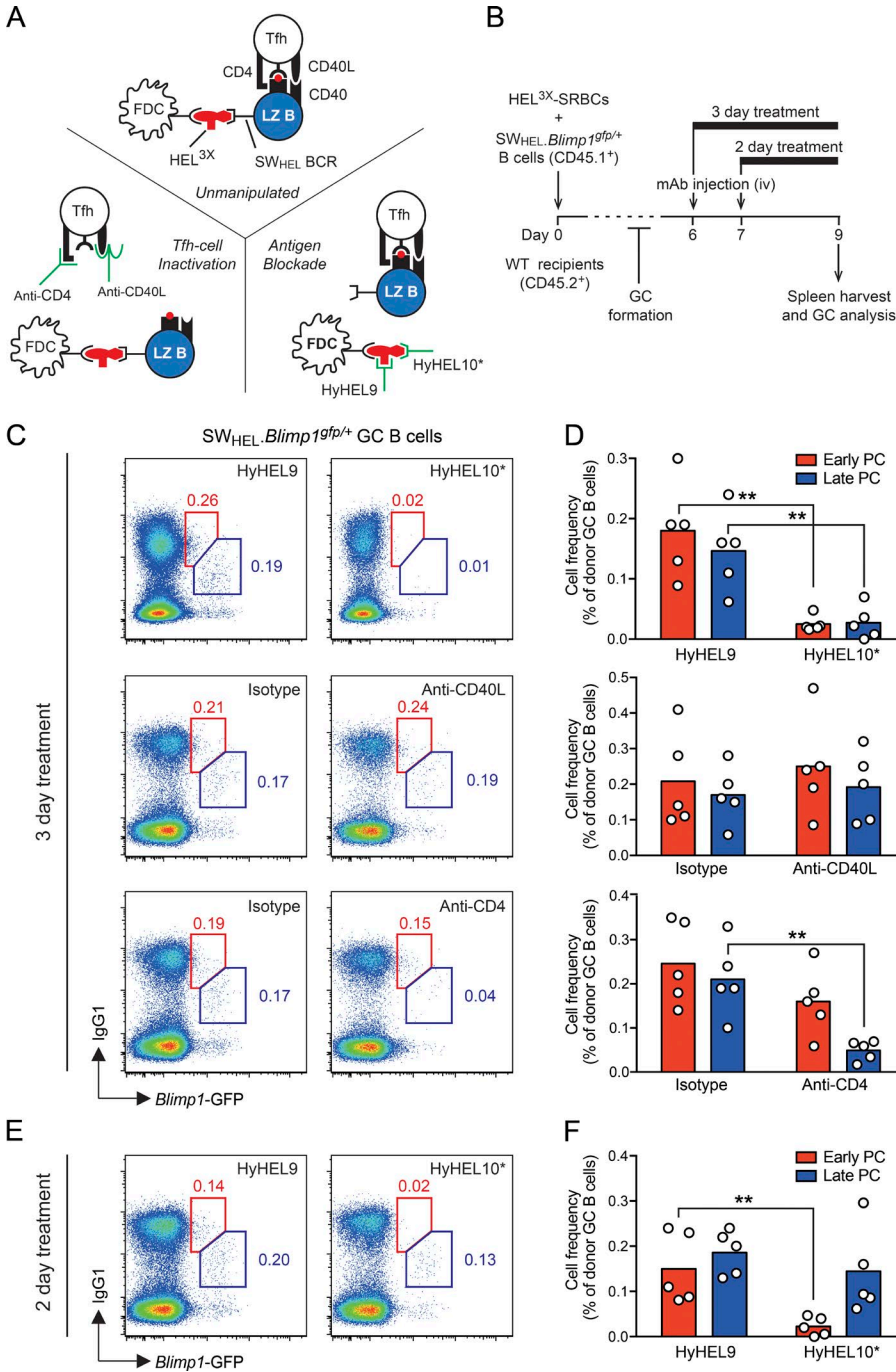 A
Tfh
CD4
CD40L
CD40
FDC
LZ B
HEL3X
SWHEL BCR
Unmanipulated
Tfh
Tfh-cell
Inactivation
Anti-CD4
Anti-CD40L
FDC
LZ B
Antigen
Blockade
Tfh
LZ B
FDC
HyHEL10*
HyHEL9
B
HEL3X-SRBCs
+
SWHEL.Blimp1gfp/+
B cells (CD45.1+)
3 day treatment
2 day treatment
mAb injection (iv)
Day 0
6
7
9
WT recipients
(CD45.2+)
GC
formation
Spleen harvest
and GC analysis
C
SWHEL.Blimp1gfp/+ GC B cells
3 day treatment
HyHEL9
0.26
0.19
HyHEL10*
0.02
0.01
Isotype
0.21
0.17
Anti-CD40L
0.24
0.19
Isotype
0.19
0.17
Anti-CD4
0.15
0.04
IgG1
Blimp1-GFP
D
Early PC
Late PC
Cell frequency
(% of donor GC B cells)
0.3
0.2
0.1
0.0
**
**
HyHEL9
HyHEL10*
Cell frequency
(% of donor GC B cells)
0.5
0.4
0.3
0.2
0.1
0.0
Isotype
Anti-CD40L
Cell frequency
(% of donor GC B cells)
0.4
0.3
0.2
0.1
0.0
**
Isotype
Anti-CD4
E
2 day treatment
HyHEL9
0.14
0.20
HyHEL10*
0.02
0.13
IgG1
Blimp1-GFP
F
Early PC
Late PC
Cell frequency
(% of donor GC B cells)
0.4
0.3
0.2
0.1
0.0
**
HyHEL9
HyHEL10*